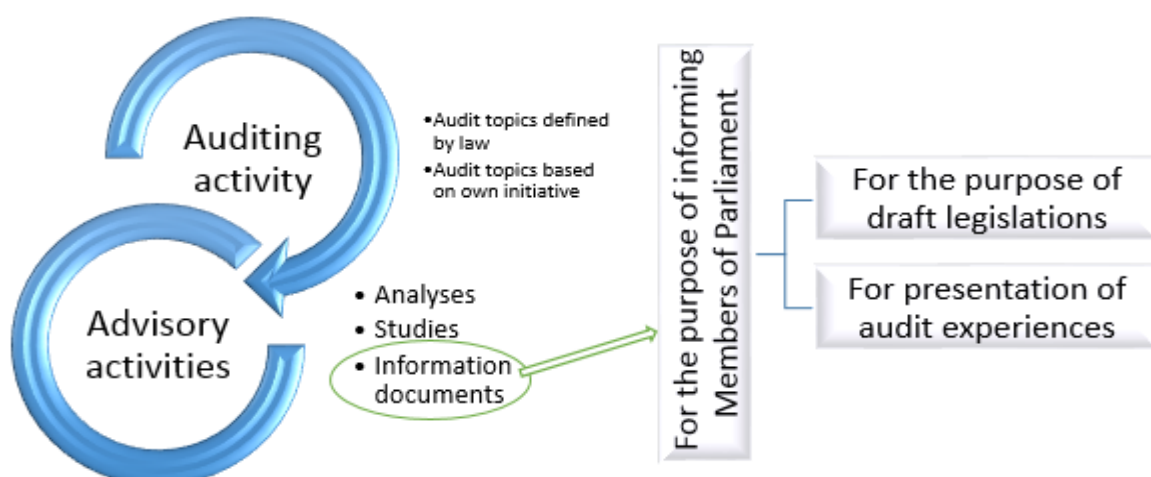 Auditing
activity
•Audit topics defined
by law
•Audit topics based
on own initiative
Advisory
activities
• Analyses
• Studies
• Information
documents
For the purpose of informing
Members of Parliament
For the purpose of
draft legislations
For presentation of
audit experiences